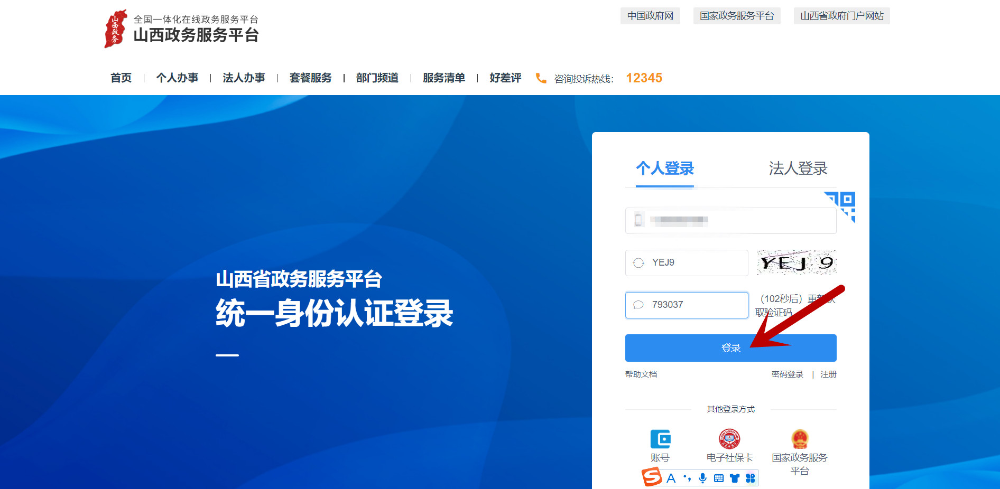 中国政府网
国家政务服务平台
山西省政府门户网站
山西政务
全国一体化在线政务服务平台
山西政务服务平台
首页 | 个人办事 | 法人办事 | 套餐服务 | 部门频道 | 服务清单 | 好差评
咨询投诉热线： 12345
山西省政务服务平台
统一身份认证登录
个人登录
法人登录
YEJ9
YEJ9
793037
（102秒后）重新获
取验证码
登录
帮助文档
密码登录 | 注册
其他登录方式
账号
电子社保卡
国家政务服务
平台
S A